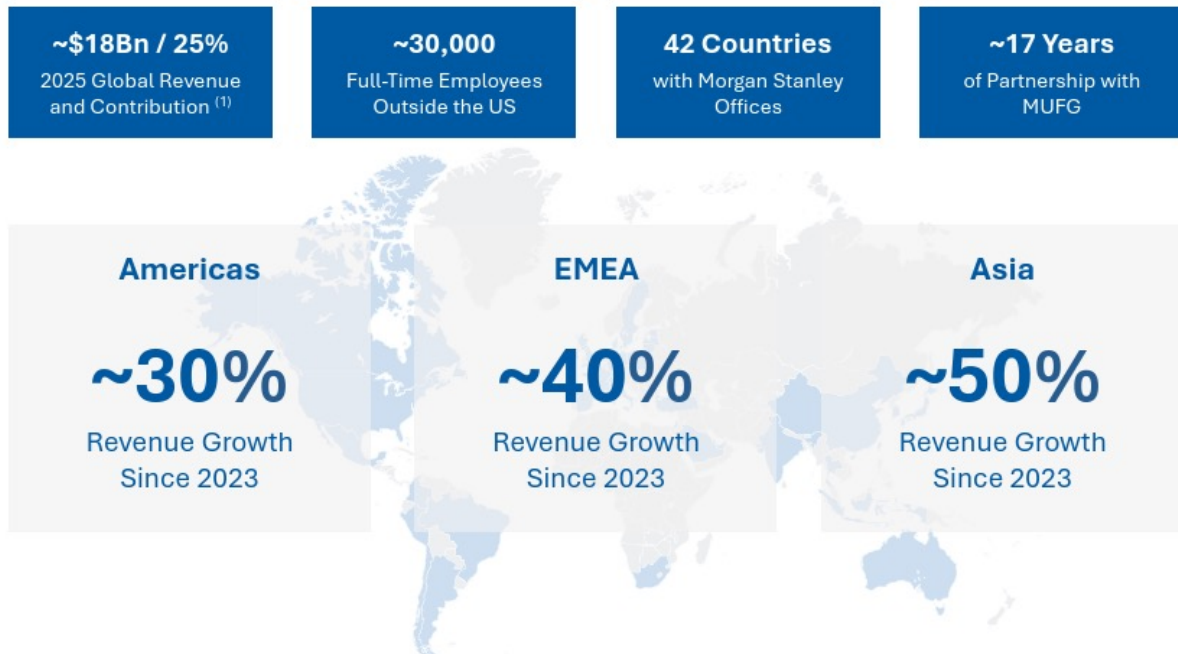 ~$18Bn / 25%
2025 Global Revenue
and Contribution (1)
~30,000
Full-Time Employees
Outside the US
42 Countries
with Morgan Stanley
Offices
~17 Years
of Partnership with
MUFG
Americas
~30%
Revenue Growth
Since 2023
EMEA
~40%
Revenue Growth
Since 2023
Asia
~50%
Revenue Growth
Since 2023